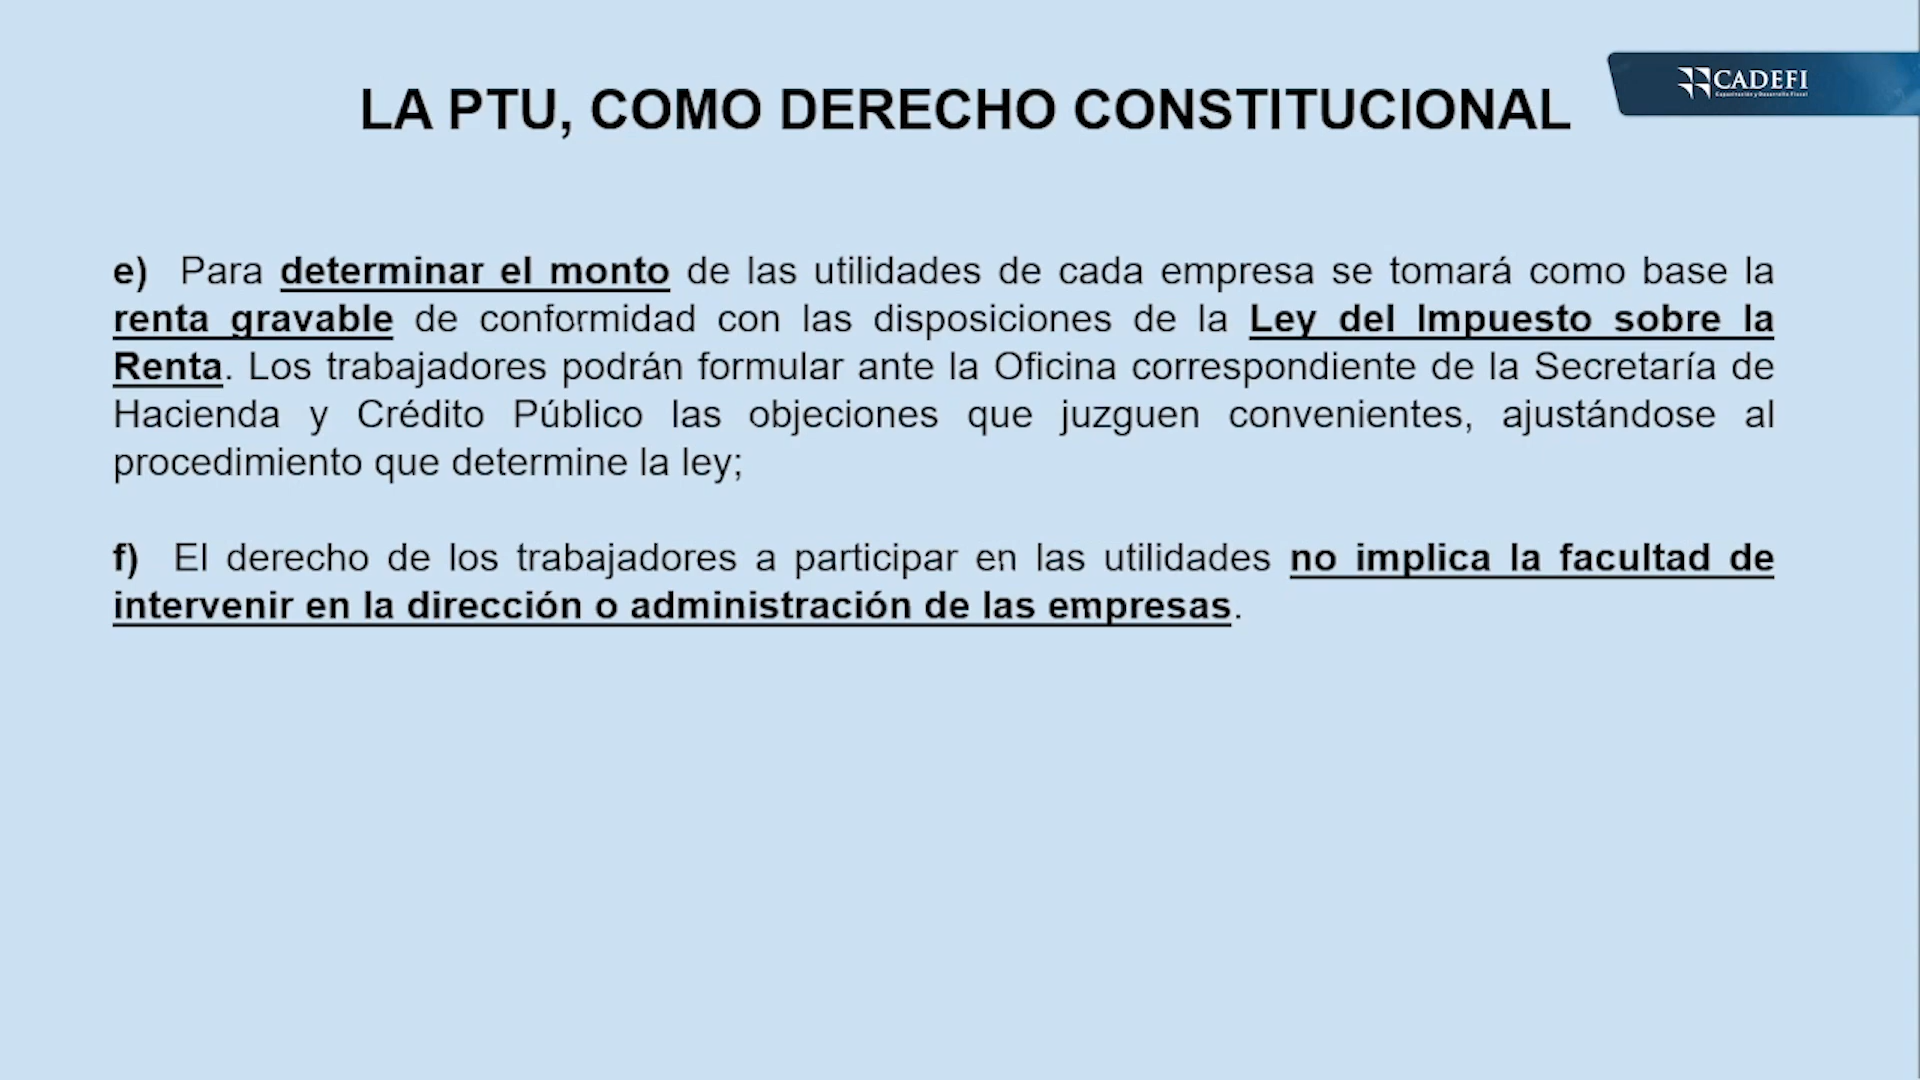 LA PTU, COMO DERECHO CONSTITUCIONAL
CADEFI
e) Para determinar el monto de las utilidades de cada empresa se tomará como base la
renta gravable de conformidad con las disposiciones de la Ley del Impuesto sobre la
Renta. Los trabajadores podrán formular ante la Oficina correspondiente de la Secretaría de
Hacienda y Crédito Público las objeciones que juzguen convenientes, ajustándose al
procedimiento que determine la ley;
f) El derecho de los trabajadores a participar en las utilidades no implica la facultad de
intervenir en la dirección o administración de las empresas.